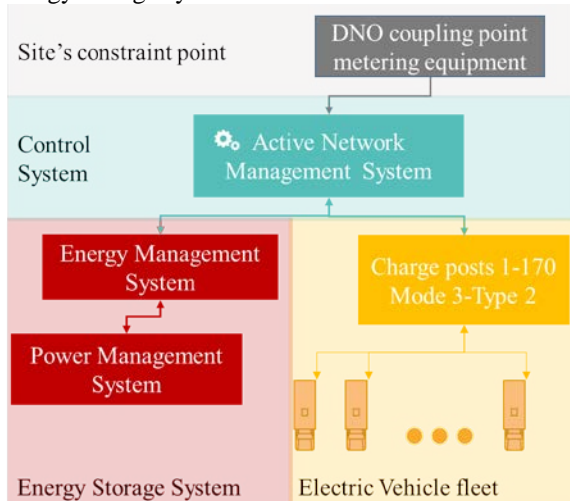 DNO coupling point
metering equipment
Site's constraint point
Control
System
Active Network
Management System
Energy Management
System
Charge posts 1-170
Mode 3-Type 2
Power Management
System
Energy Storage System
Electric Vehicle fleet